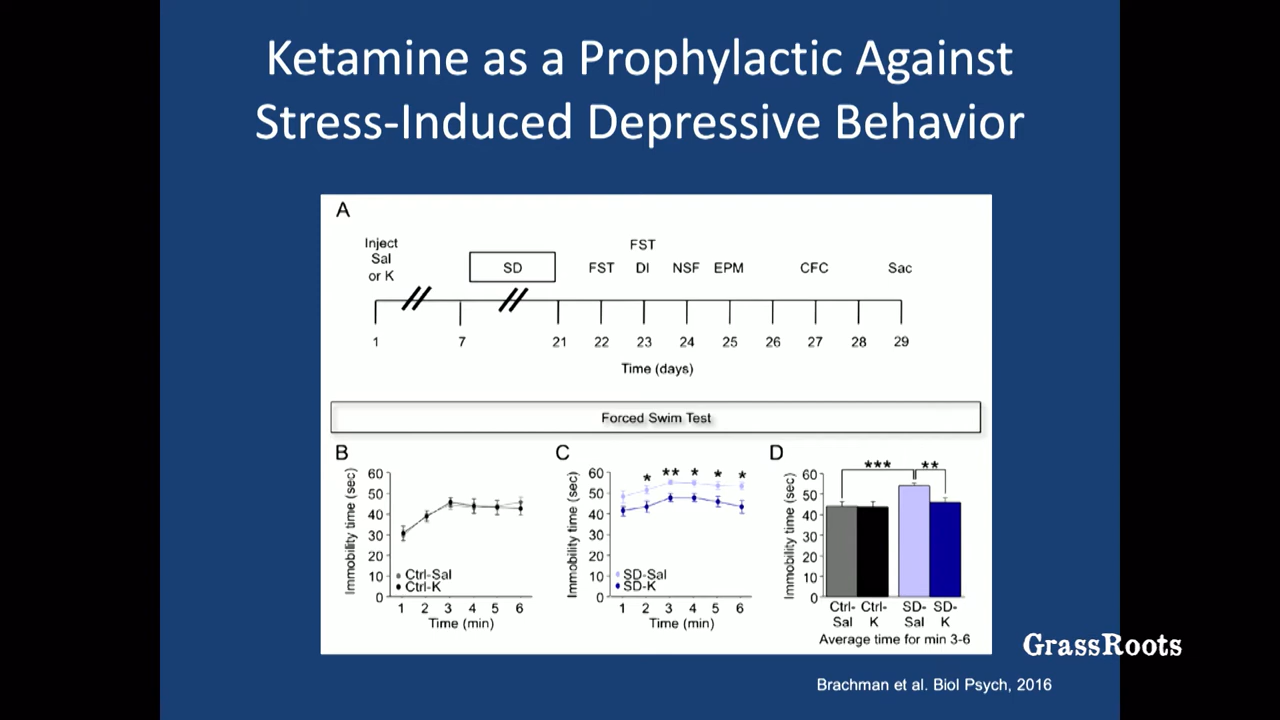 Ketamine as a Prophylactic Against
Stress-Induced Depressive Behavior
A
Inject
Sal
or K
SD
FST
FST
DI
NSF
EPM
CFC
Sac
1
7
21
22
23
24
25
26
27
28
29
Time (days)
Forced Swim Test
B
Immobility time (sec)
60
50
40
30
20
10
0
Ctrl-Sal
Ctrl-K
1 2 3 4 5 6
Time (min)
C
Immobility time (sec)
60
50
40
30
20
10
0
* ** * * *
SD-Sal
SD-K
1 2 3 4 5 6
Time (min)
D
Immobility time (sec)
60
50
40
30
20
10
0
*** **
Ctrl-
Sal
Ctrl-
K
SD-
Sal
SD-
K
Average time for min 3-6
GrassRoots
Brachman et al. Biol Psych, 2016